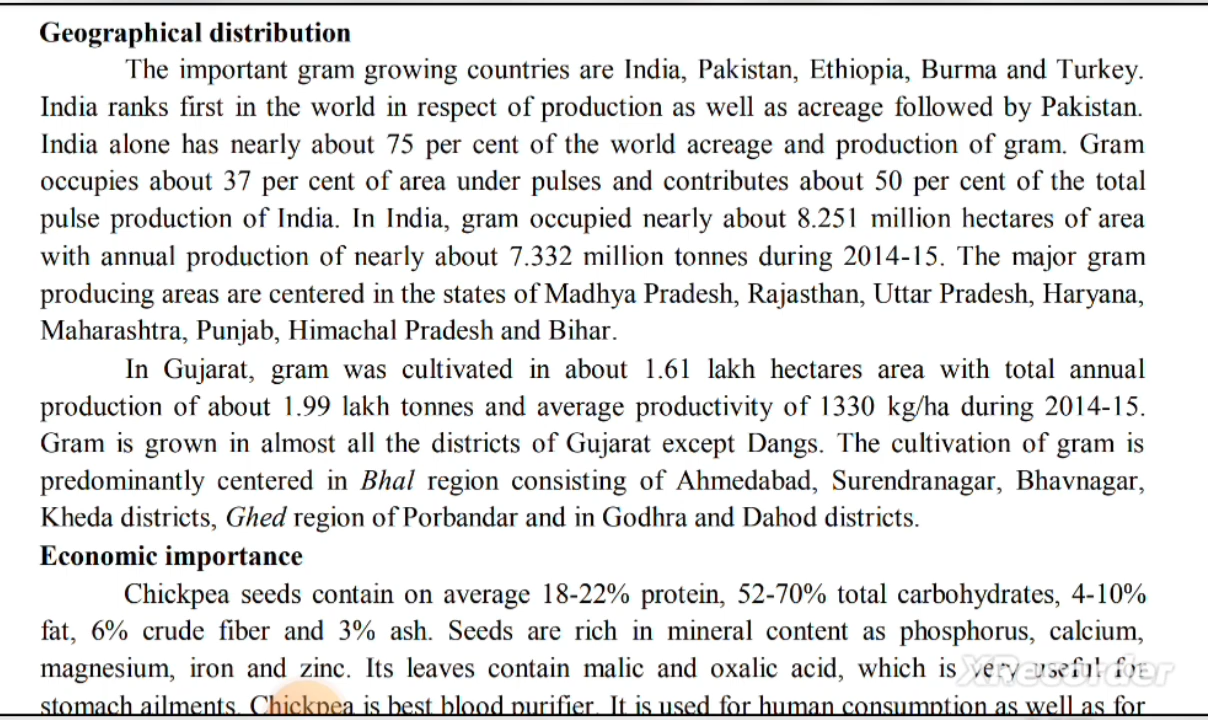 Geographical distribution
The important gram growing countries are India, Pakistan, Ethiopia, Burma and Turkey.
India ranks first in the world in respect of production as well as acreage followed by Pakistan.
India alone has nearly about 75 per cent of the world acreage and production of gram. Gram
occupies about 37 per cent of area under pulses and contributes about 50 per cent of the total
pulse production of India. In India, gram occupied nearly about 8.251 million hectares of area
with annual production of nearly about 7.332 million tonnes during 2014-15. The major gram
producing areas are centered in the states of Madhya Pradesh, Rajasthan, Uttar Pradesh, Haryana,
Maharashtra, Punjab, Himachal Pradesh and Bihar.
In Gujarat, gram was cultivated in about 1.61 lakh hectares area with total annual
production of about 1.99 lakh tonnes and average productivity of 1330 kg/ha during 2014-15.
Gram is grown in almost all the districts of Gujarat except Dangs. The cultivation of gram is
predominantly centered in Bhal region consisting of Ahmedabad, Surendranagar, Bhavnagar,
Kheda districts, Ghed region of Porbandar and in Godhra and Dahod districts.
Economic importance
Chickpea seeds contain on average 18-22% protein, 52-70% total carbohydrates, 4-10%
fat, 6% crude fiber and 3% ash. Seeds are rich in mineral content as phosphorus, calcium,
magnesium, iron and zinc. Its leaves contain malic and oxalic acid, which is very useful for
XRecorder
stomach ailments. Chickpea is best blood purifier. It is used for human consumption as well as for